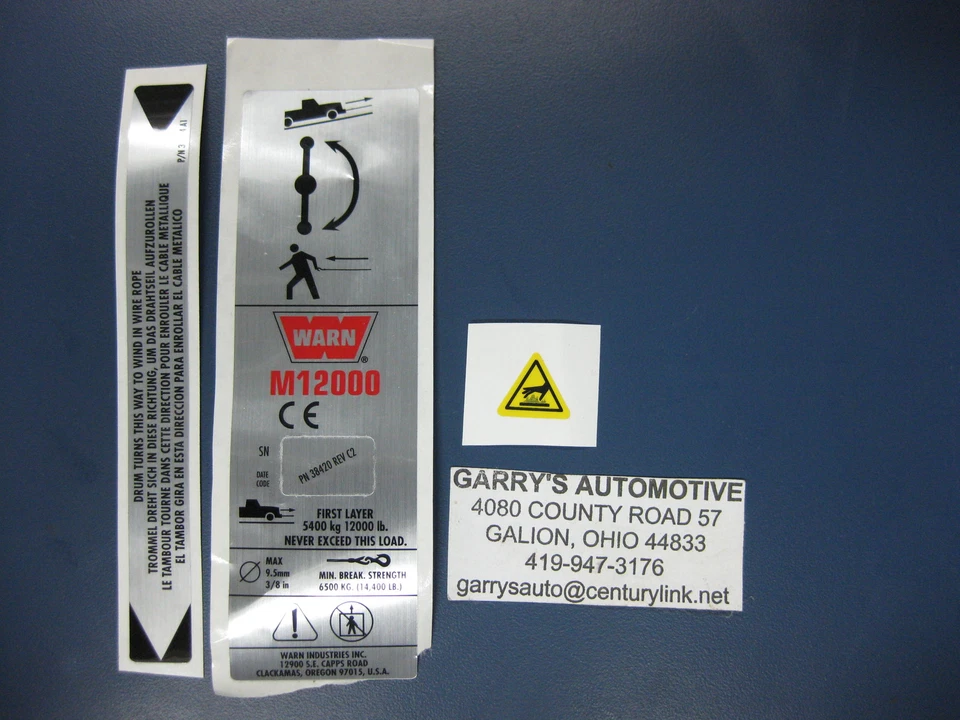 P/N 3
DRUM TURNS THIS WAY TO WIND IN WIRE ROPE
TROMMEL DREHT SICH IN DIESE RICHTUNG, UM DAS DRAHTSEIL AUFZUROLLEN
LE TAMBOUR TOURNE DANS CETTE DIRECTION POUR ENROULER LE CABLE METALLIQUE
EL TAMBOR GIRA EN ESTA DIRECCION PARA ENROLLAR EL CABLE METALICO
WARN®
M12000
CE
SN
DATE
CODE
PN 38420 REV C2
FIRST LAYER
5400 kg 12000 lb.
NEVER EXCEED THIS LOAD.
MAX
9.5mm
3/8 in
MIN. BREAK. STRENGTH
6500 KG. (14,400 LB.)
WARN INDUSTRIES INC.
12900 S.E. CAPPS ROAD
CLACKAMAS, OREGON 97015, U.S.A.
GARRY'S AUTOMOTIVE
4080 COUNTY ROAD 57
GALION, OHIO 44833
419-947-3176
garrysauto@centurylink.net